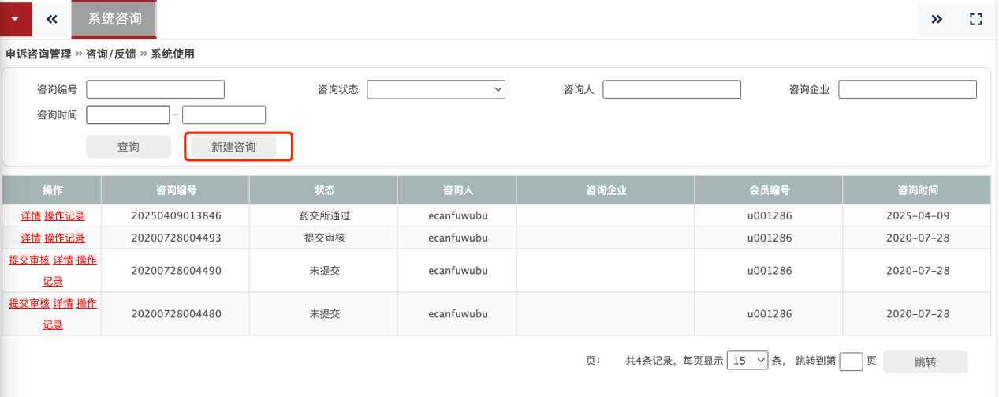 系统咨询
申诉咨询管理 » 咨询/反馈 » 系统使用
咨询编号 咨询状态 咨询人 咨询企业
咨询时间 -
查询 新建咨询
操作 咨询编号 状态 咨询人 咨询企业 会员编号 咨询时间
详情 操作记录 20250409013846 药交所通过 ecanfuwubu u001286 2025-04-09
详情 操作记录 20200728004493 提交审核 ecanfuwubu u001286 2020-07-28
提交审核 详情 操作
记录 20200728004490 未提交 ecanfuwubu u001286 2020-07-28
提交审核 详情 操作
记录 20200728004480 未提交 ecanfuwubu u001286 2020-07-28
页： 共4条记录，每页显示 15 条， 跳转到第 页 跳转